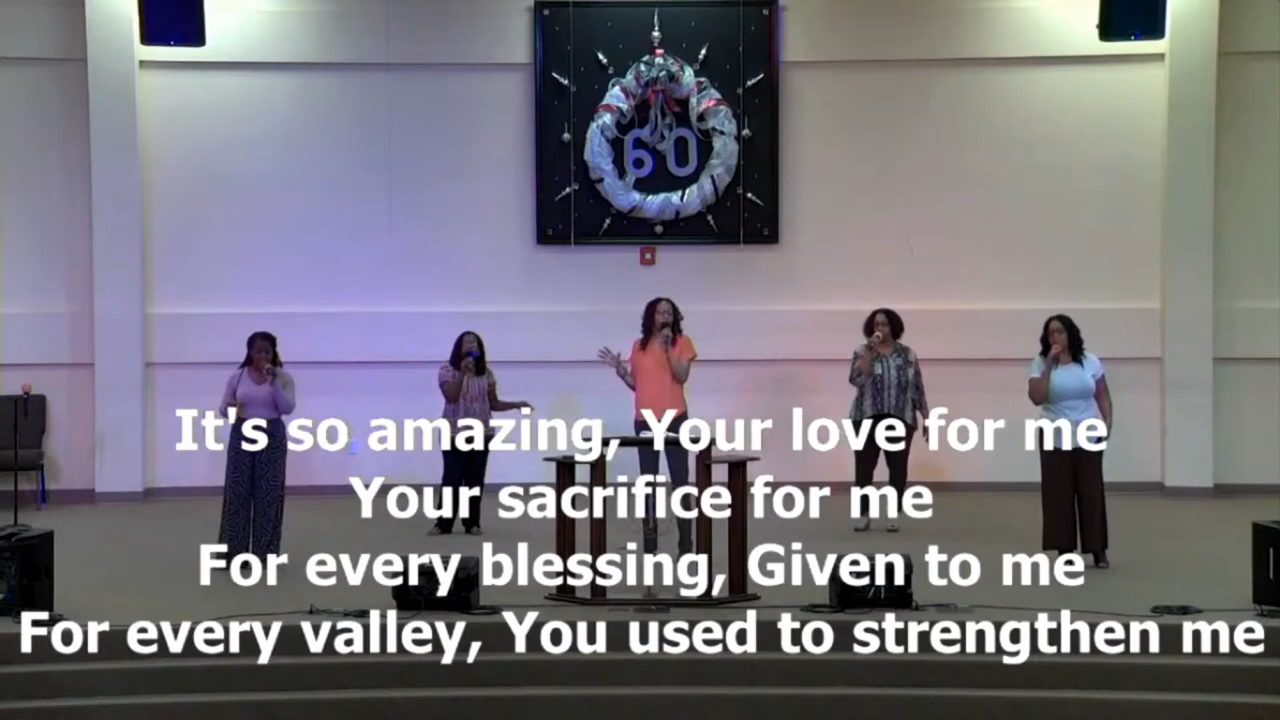 60
It's so amazing, Your love for me
Your sacrifice for me
For every blessing, Given to me
For every valley, You used to strengthen me